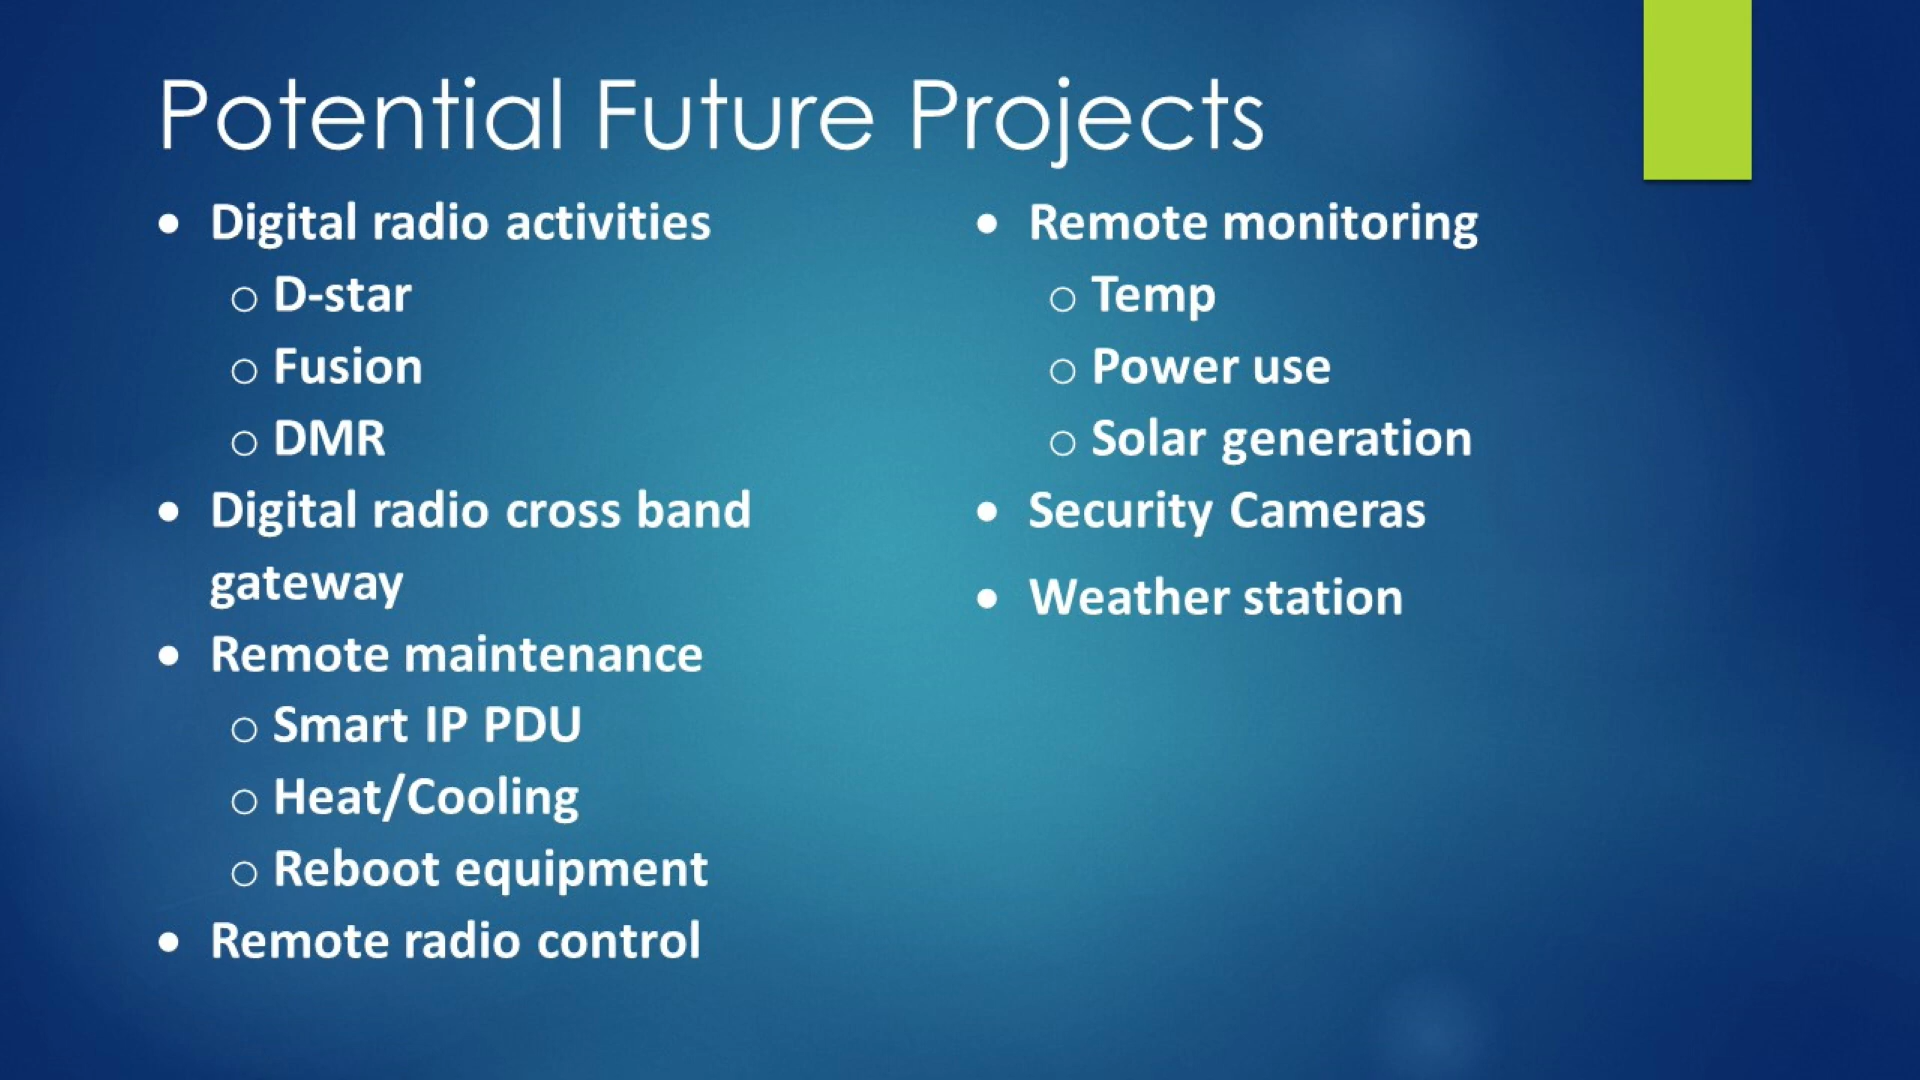 Potential Future Projects
• Digital radio activities
o D-star
o Fusion
o DMR
• Digital radio cross band
gateway
• Remote maintenance
o Smart IP PDU
o Heat/Cooling
o Reboot equipment
• Remote radio control
• Remote monitoring
o Temp
o Power use
o Solar generation
• Security Cameras
• Weather station